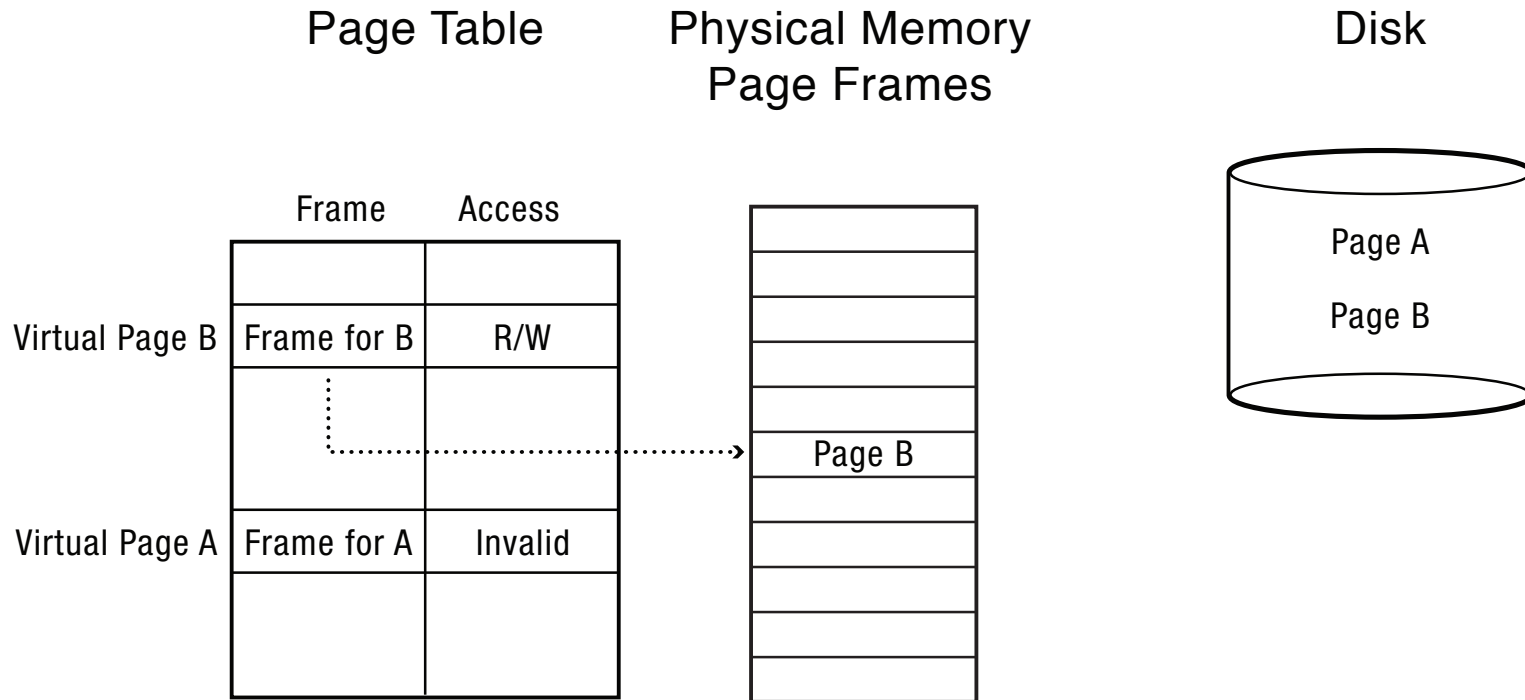 Page Table
Physical Memory
Page Frames
Disk
Frame
Access
Virtual Page B
Frame for B
R/W
Page B
Virtual Page A
Frame for A
Invalid
Page A
Page B